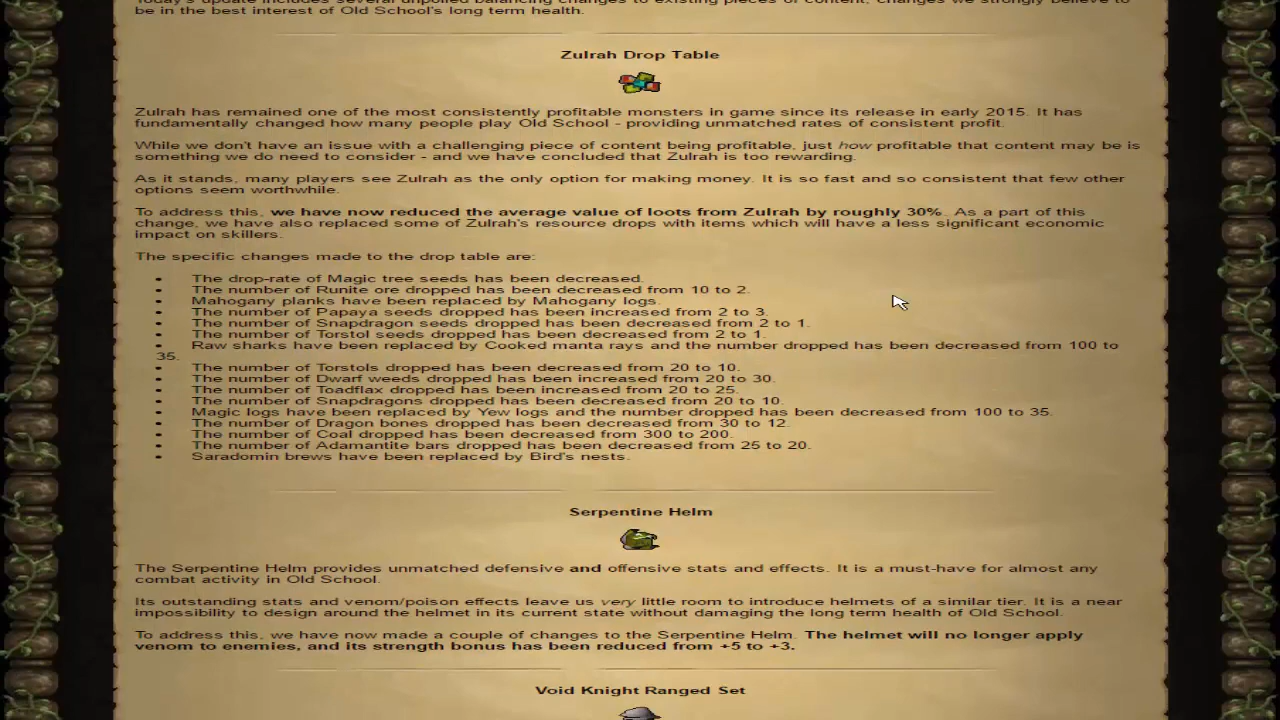 be in the best interest of Old School's long term health.
Zulrah Drop Table
Zulrah has remained one of the most consistently profitable monsters in game since its release in early 2015. It has
fundamentally changed how many people play Old School - providing unmatched rates of consistent profit.
While we don't have an issue with a challenging piece of content being profitable, just how profitable that content may be is
something we do need to consider - and we have concluded that Zulrah is too rewarding.
As it stands, many players see Zulrah as the only option for making money. It is so fast and so consistent that few other
options seem worthwhile.
To address this, we have now reduced the average value of loots from Zulrah by roughly 30%. As a part of this
change, we have also replaced some of Zulrah's resource drops with items which will have a less significant economic
impact on skillers.
The specific changes made to the drop table are:
• The drop-rate of Magic tree seeds has been decreased.
• The number of Runite ore dropped has been decreased from 10 to 2.
• Mahogany planks have been replaced by Mahogany logs.
• The number of Papaya seeds dropped has been increased from 2 to 3.
• The number of Snapdragon seeds dropped has been decreased from 2 to 1.
• The number of Torstol seeds dropped has been decreased from 2 to 1.
• Raw sharks have been replaced by Cooked manta rays and the number dropped has been decreased from 100 to
35.
• The number of Torstols dropped has been decreased from 20 to 10.
• The number of Dwarf weeds dropped has been increased from 20 to 30.
• The number of Toadflax dropped has been increased from 20 to 25.
• The number of Snapdragons dropped has been decreased from 20 to 10.
• Magic logs have been replaced by Yew logs and the number dropped has been decreased from 100 to 35.
• The number of Dragon bones dropped has been decreased from 30 to 12.
• The number of Coal dropped has been decreased from 300 to 200.
• The number of Adamantite bars dropped has been decreased from 25 to 20.
• Saradomin brews have been replaced by Bird's nests.
Serpentine Helm
The Serpentine Helm provides unmatched defensive and offensive stats and effects. It is a must-have for almost any
combat activity in Old School.
Its outstanding stats and venom/poison effects leave us very little room to introduce helmets of a similar tier. It is a near
impossibility to design around the helmet in its current state without damaging the long term health of Old School.
To address this, we have now made a couple of changes to the Serpentine Helm. The helmet will no longer apply
venom to enemies, and its strength bonus has been reduced from +5 to +3.
Void Knight Ranged Set